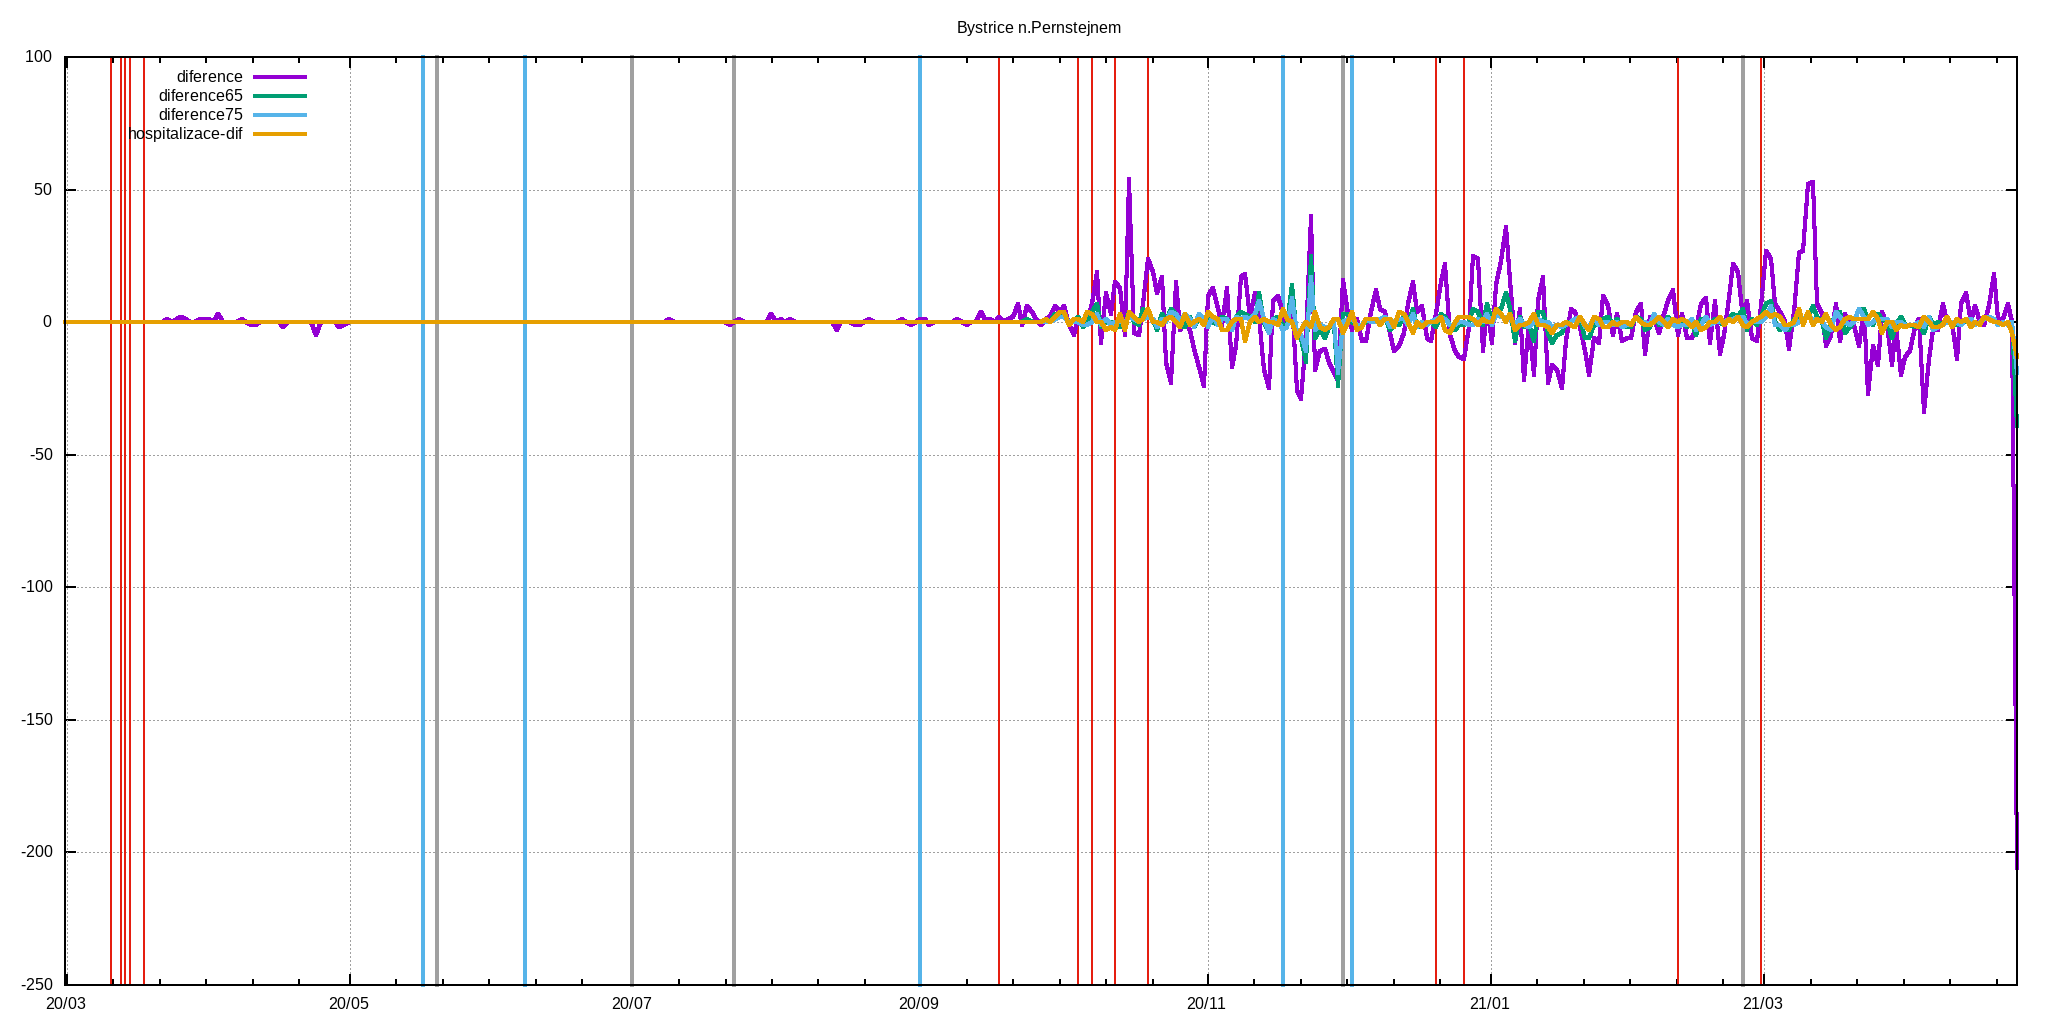 Bystrice n.Pernstejnem
100
diference
diference65
diference75
hospitalizace-dif
50
0
-50
-100
-150
-200
-250
20/03 20/05 20/07 20/09 20/11 21/01 21/03